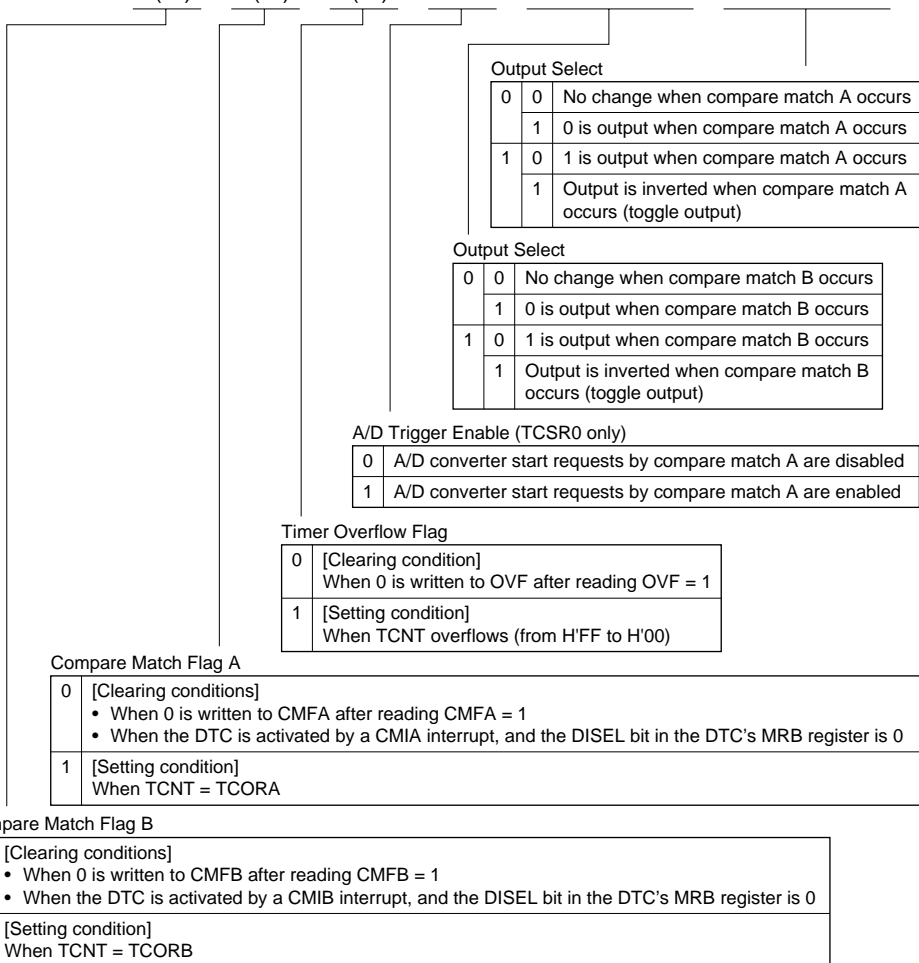 Output Select
0 0 No change when compare match A occurs
1 0 is output when compare match A occurs
1 0 1 is output when compare match A occurs
1 Output is inverted when compare match A
occurs (toggle output)
Output Select
0 0 No change when compare match B occurs
1 0 is output when compare match B occurs
1 0 1 is output when compare match B occurs
1 Output is inverted when compare match B
occurs (toggle output)
A/D Trigger Enable (TCSR0 only)
0 A/D converter start requests by compare match A are disabled
1 A/D converter start requests by compare match A are enabled
Timer Overflow Flag
0 [Clearing condition]
When 0 is written to OVF after reading OVF = 1
1 [Setting condition]
When TCNT overflows (from H'FF to H'00)
Compare Match Flag A
0 [Clearing conditions]
• When 0 is written to CMFA after reading CMFA = 1
• When the DTC is activated by a CMIA interrupt, and the DISEL bit in the DTC's MRB register is 0
1 [Setting condition]
When TCNT = TCORA
Match Flag B
[Clearing conditions]
• When 0 is written to CMFB after reading CMFB = 1
• When the DTC is activated by a CMIB interrupt, and the DISEL bit in the DTC's MRB register is 0
[Setting condition]
When TCNT = TCORB